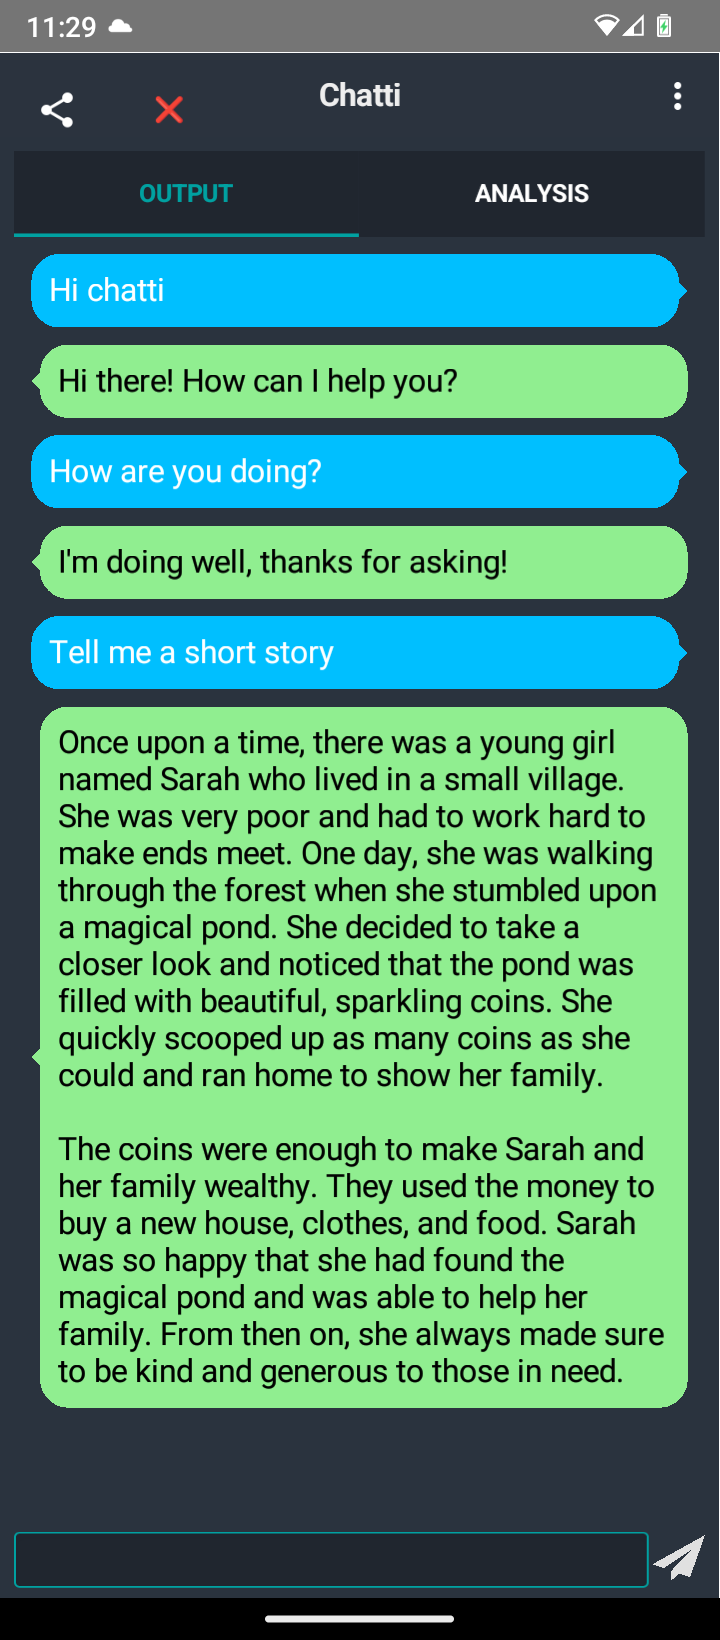 11:29
Chatti
OUTPUT
ANALYSIS
Hi chatti
Hi there! How can I help you?
How are you doing?
I'm doing well, thanks for asking!
Tell me a short story
Once upon a time, there was a young girl
named Sarah who lived in a small village.
She was very poor and had to work hard to
make ends meet. One day, she was walking
through the forest when she stumbled upon
a magical pond. She decided to take a
closer look and noticed that the pond was
filled with beautiful, sparkling coins. She
quickly scooped up as many coins as she
could and ran home to show her family.
The coins were enough to make Sarah and
her family wealthy. They used the money to
buy a new house, clothes, and food. Sarah
was so happy that she had found the
magical pond and was able to help her
family. From then on, she always made sure
to be kind and generous to those in need.